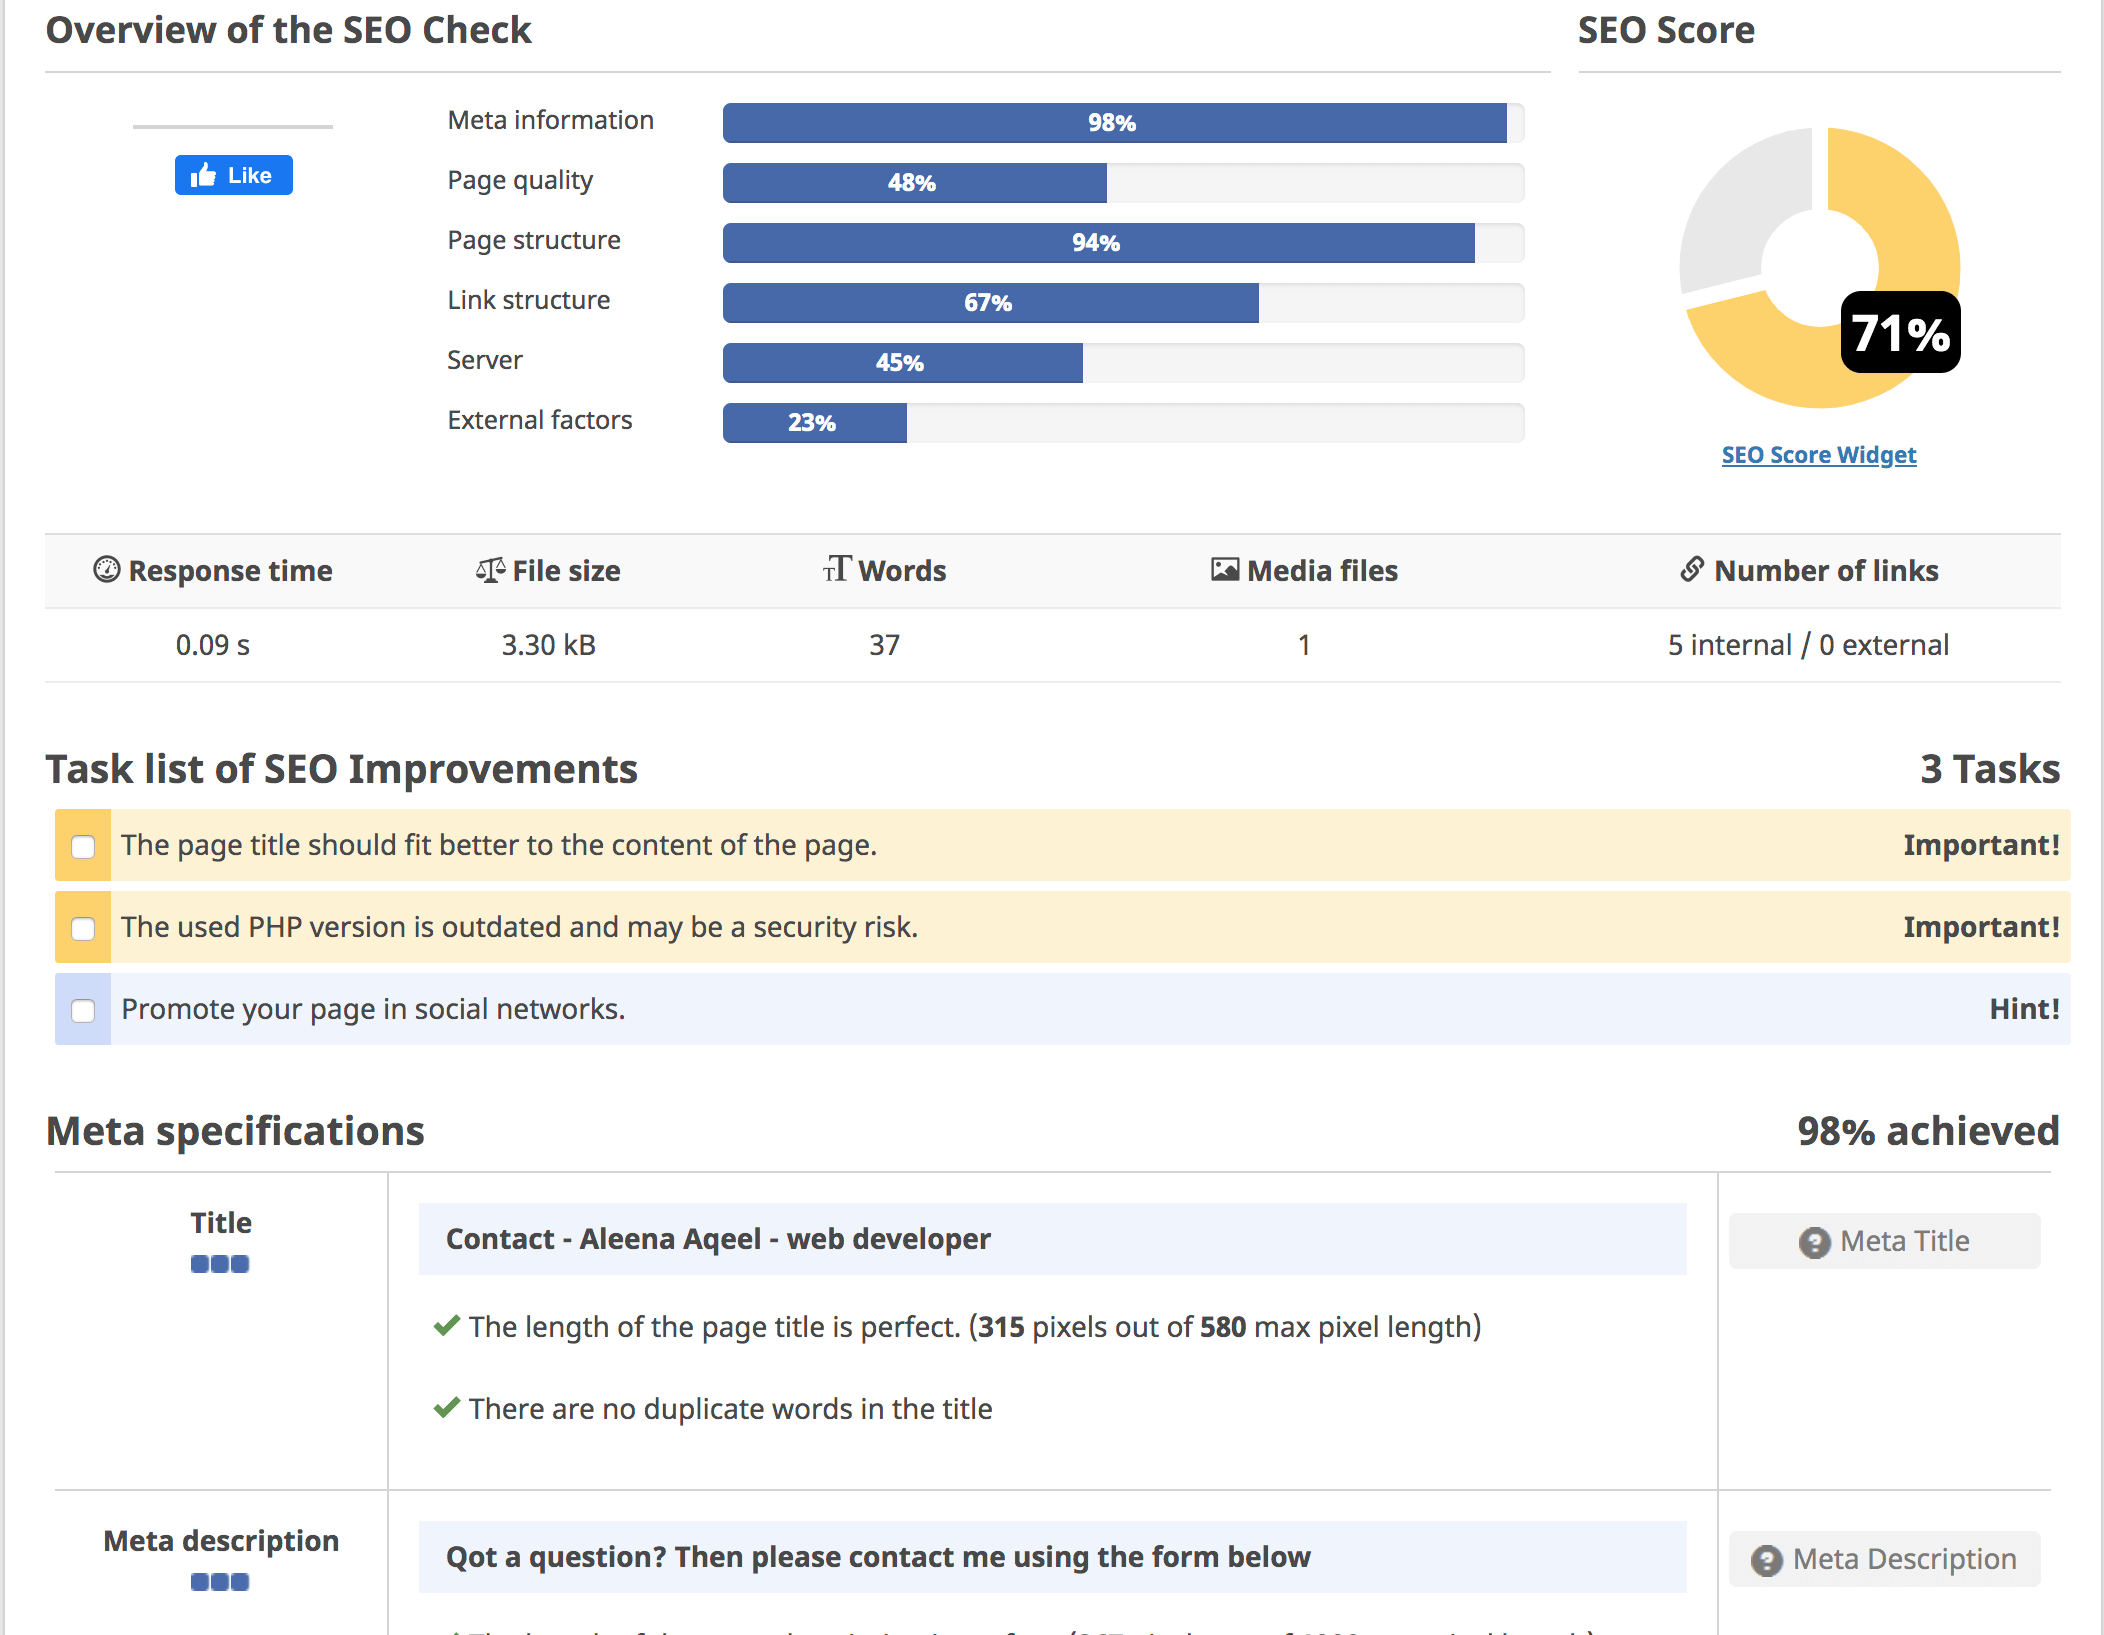 Overview of the SEO Check
SEO Score
Like
Meta information 98%
Page quality 48%
Page structure 94%
Link structure 67%
Server 45%
External factors 23%
71%
SEO Score Widget
Response time File size Words Media files Number of links
0.09 s 3.30 kB 37 1 5 internal / 0 external
Task list of SEO Improvements 3 Tasks
The page title should fit better to the content of the page. Important!
The used PHP version is outdated and may be a security risk. Important!
Promote your page in social networks. Hint!
Meta specifications 98% achieved
Title
Contact - Aleena Aqeel - web developer
Meta Title
The length of the page title is perfect. (315 pixels out of 580 max pixel length)
There are no duplicate words in the title
Meta description
Qot a question? Then please contact me using the form below
Meta Description